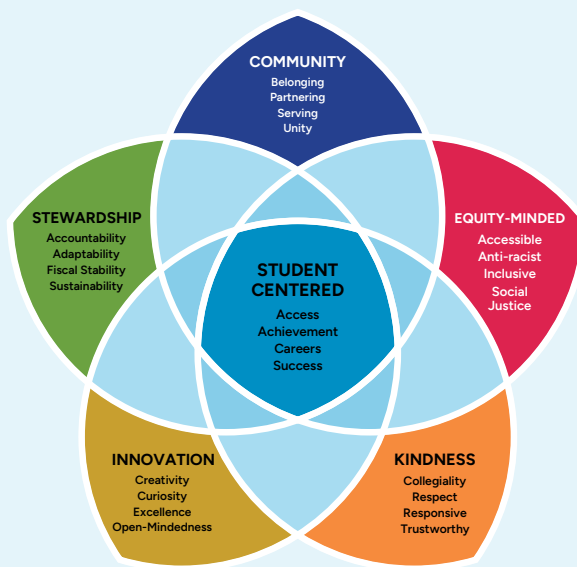 COMMUNITY
Belonging
Partnering
Serving
Unity
STEWARDSHIP
Accountability
Adaptability
Fiscal Stability
Sustainability
EQUITY-MINDED
Accessible
Anti-racist
Inclusive
Social
Justice
STUDENT
CENTERED
Access
Achievement
Careers
Success
INNOVATION
Creativity
Curiosity
Excellence
Open-Mindedness
KINDNESS
Collegiality
Respect
Responsive
Trustworthy